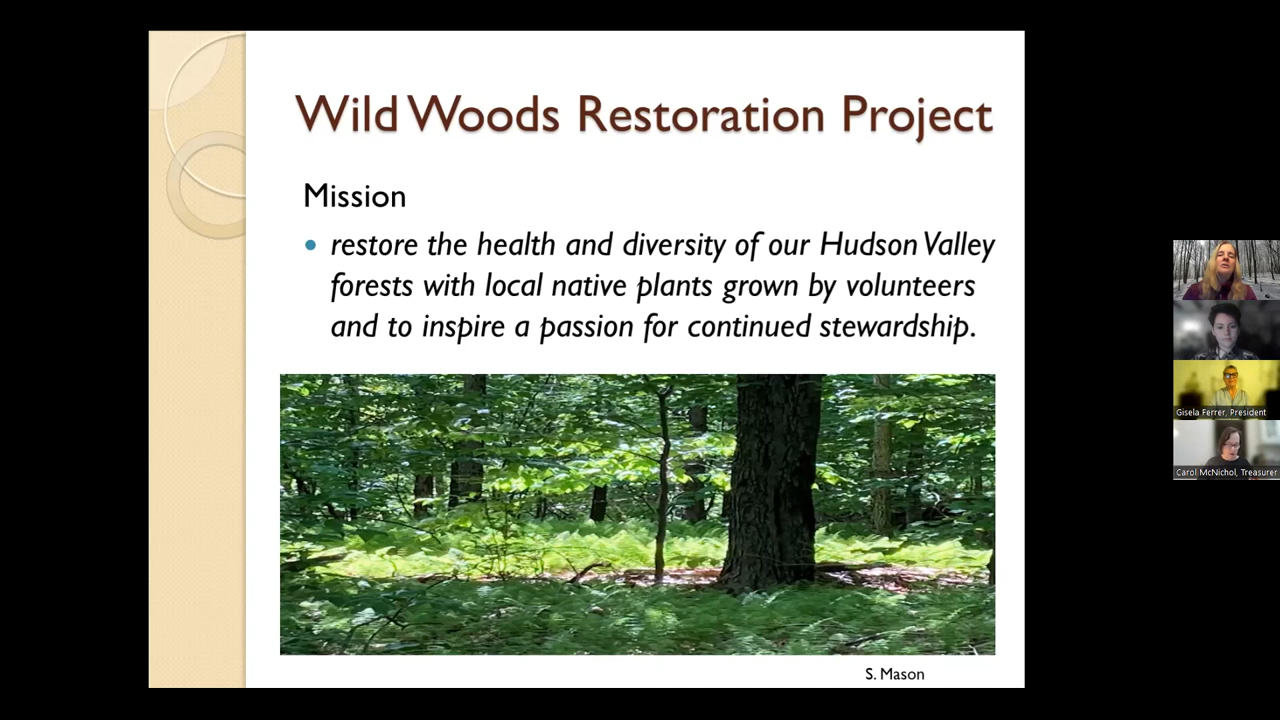 Wild Woods Restoration Project
Mission
restore the health and diversity of our Hudson Valley
forests with local native plants grown by volunteers
and to inspire a passion for continued stewardship.
S. Mason
Gisela Ferrer, President
Carol McNichol, Treasurer